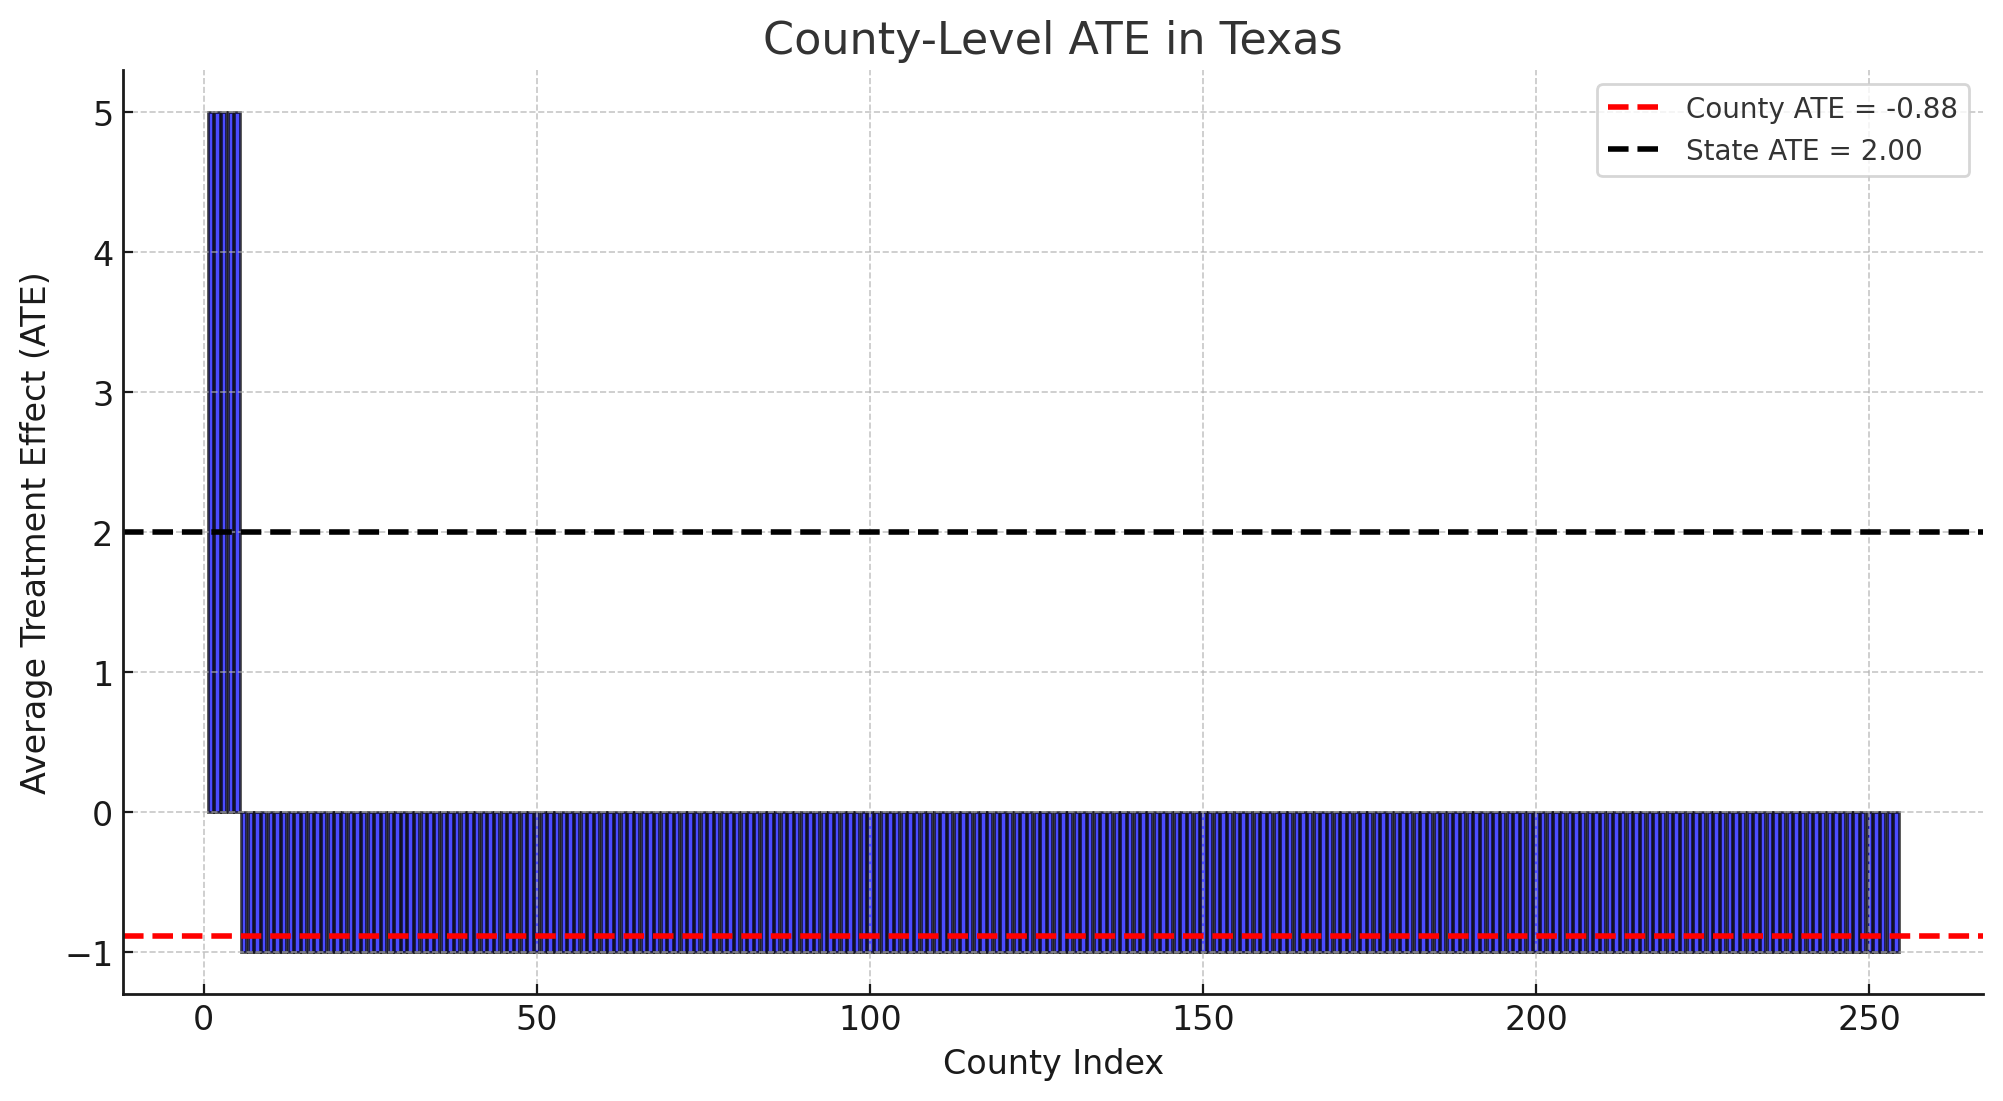 County-Level ATE in Texas
County ATE = -0.88
State ATE = 2.00
Average Treatment Effect (ATE)
5
4
3
2
1
0
−1
0 50 100 150 200 250
County Index